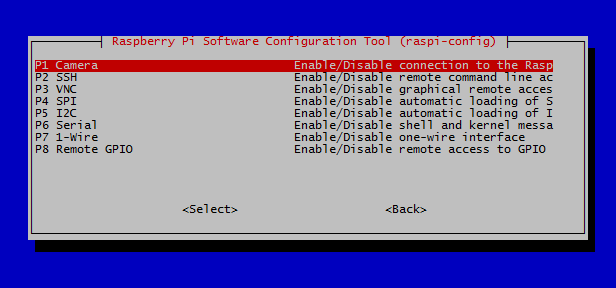 Raspberry Pi Software Configuration Tool (raspi-config)
P1 Camera Enable/Disable connection to the Rasp
P2 SSH Enable/Disable remote command line ac
P3 VNC Enable/Disable graphical remote acces
P4 SPI Enable/Disable automatic loading of S
P5 I2C Enable/Disable automatic loading of I
P6 Serial Enable/Disable shell and kernel messa
P7 1-Wire Enable/Disable one-wire interface
P8 Remote GPIO Enable/Disable remote access to GPIO
<Select> <Back>